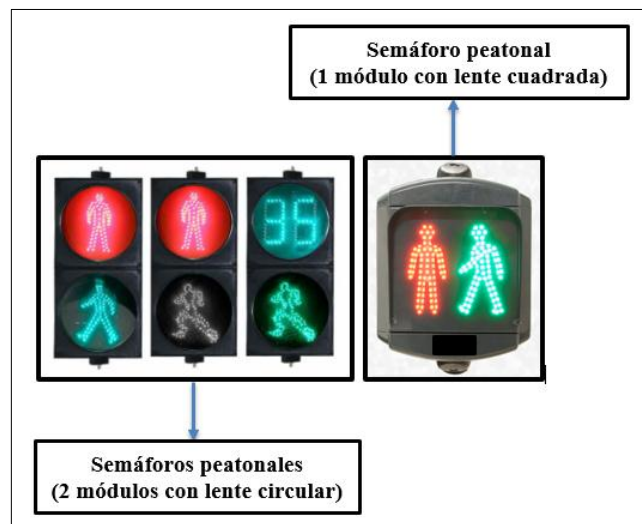 Semáforo peatonal
(1 módulo con lente cuadrada)
35
Semáforos peatonales
(2 módulos con lente circular)